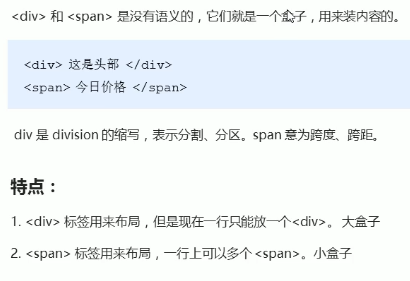 <div> 和 <span> 是没有语义的，它们就是一个盒子，用来装内容的。
<div> 这是头部 </div>
<span> 今日价格 </span>
div 是 division 的缩写，表示分割、分区。span 意为跨度、跨距。
特点：
1. <div> 标签用来布局，但是现在一行只能放一个<div>。 大盒子
2. <span> 标签用来布局，一行上可以多个 <span>。小盒子